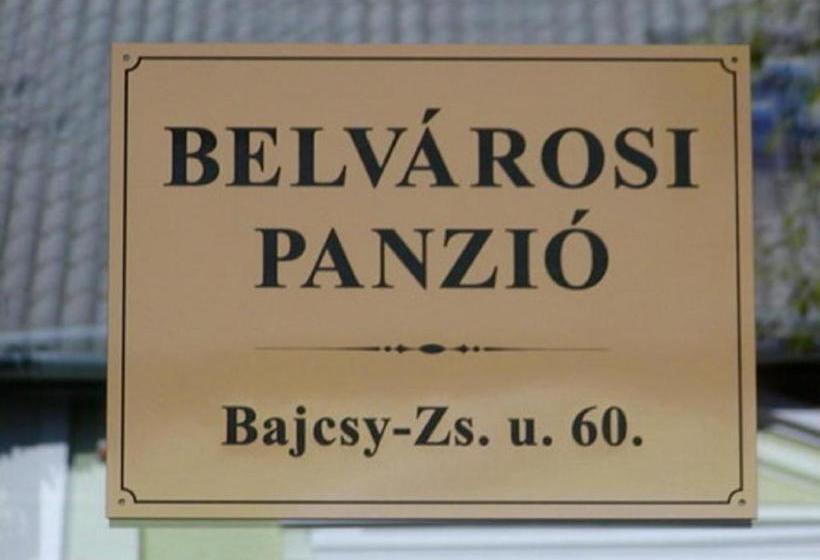 BELVÁROSI
PANZIÓ
Bajcsy-Zs. u. 60.